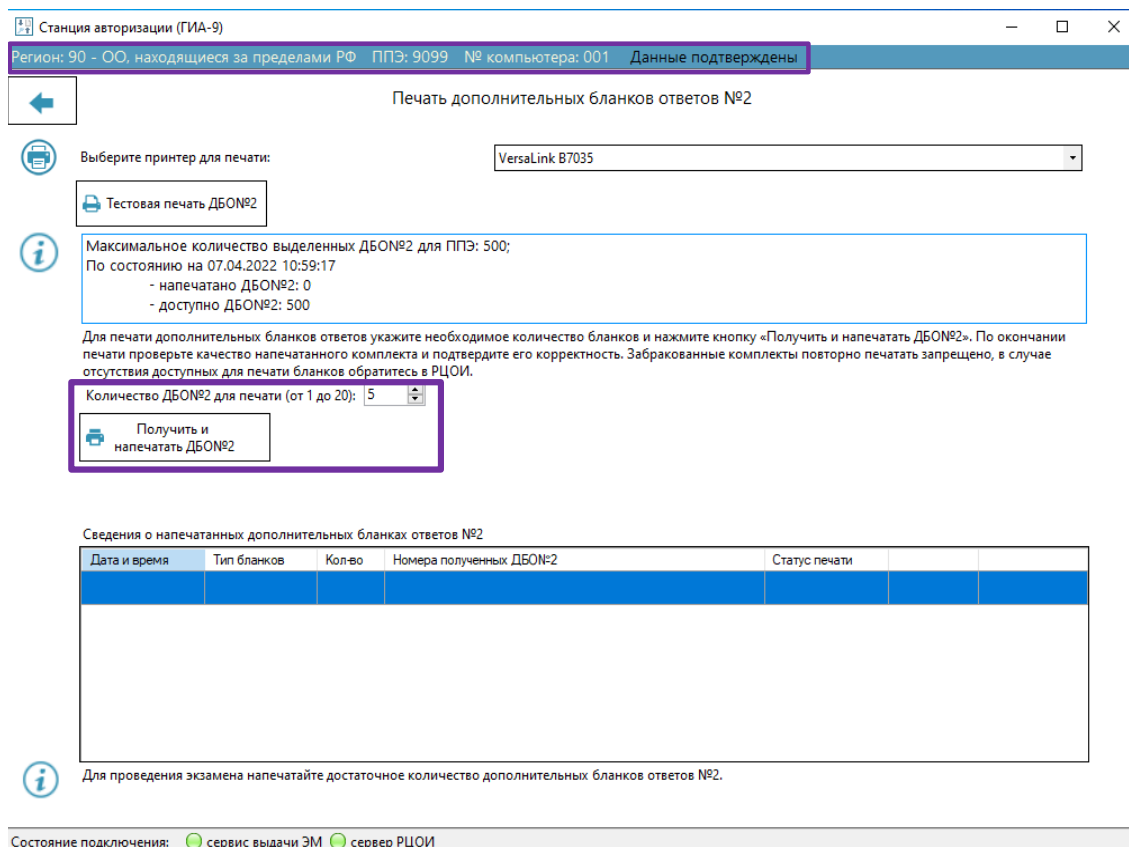 Станция авторизации (ГИА-9)
Регион: 90 - ОО, находящиеся за пределами РФ ППЭ: 9099 № компьютера: 001 Данные подтверждены
Печать дополнительных бланков ответов №2
Выберите принтер для печати: VersaLink B7035
Тестовая печать ДБО№2
Максимальное количество выделенных ДБО№2 для ППЭ: 500;
По состоянию на 07.04.2022 10:59:17
- напечатано ДБО№2: 0
- доступно ДБО№2: 500
Для печати дополнительных бланков ответов укажите необходимое количество бланков и нажмите кнопку «Получить и напечатать ДБО№2». По окончании
печати проверьте качество напечатанного комплекта и подтвердите его корректность. Забракованные комплекты повторно печатать запрещено, в случае
отсутствия доступных для печати бланков обратитесь в РЦОИ.
Количество ДБО№2 для печати (от 1 до 20): 5
Получить и
напечатать ДБО№2
Сведения о напечатанных дополнительных бланках ответов №2
Дата и время Тип бланков Кол-во Номера полученных ДБО№2 Статус печати
Для проведения экзамена напечатайте достаточное количество дополнительных бланков ответов №2.
Состояние подключения: сервис выдачи ЭМ сервер РЦОИ